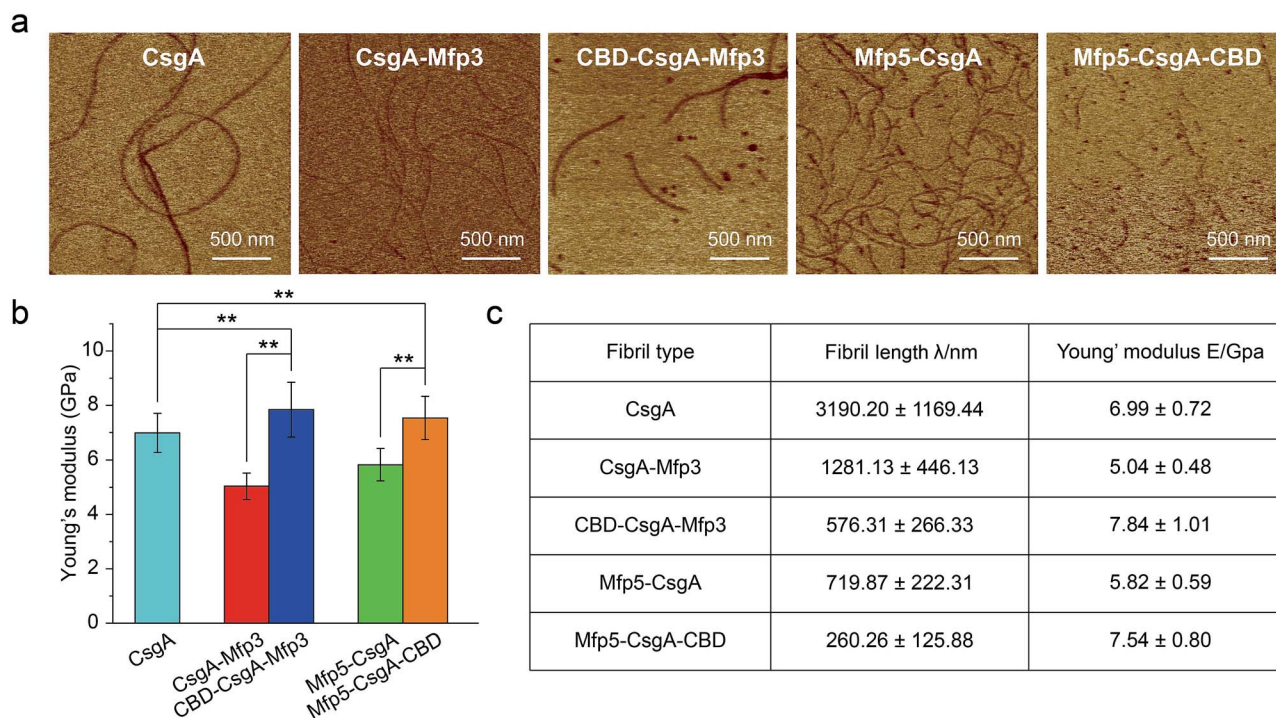 a
CsgA
CsgA-Mfp3
CBD-CsgA-Mfp3
Mfp5-CsgA
Mfp5-CsgA-CBD
500 nm
500 nm
500 nm
500 nm
500 nm
b
**
**
**
**
Young's modulus (GPa)
10
8
6
4
2
0
CsgA
CsgA-Mfp3
CBD-CsgA-Mfp3
Mfp5-CsgA
Mfp5-CsgA-CBD
c
Fibril type Fibril length λ/nm Young' modulus E/Gpa
CsgA 3190.20 ± 1169.44 6.99 ± 0.72
CsgA-Mfp3 1281.13 ± 446.13 5.04 ± 0.48
CBD-CsgA-Mfp3 576.31 ± 266.33 7.84 ± 1.01
Mfp5-CsgA 719.87 ± 222.31 5.82 ± 0.59
Mfp5-CsgA-CBD 260.26 ± 125.88 7.54 ± 0.80